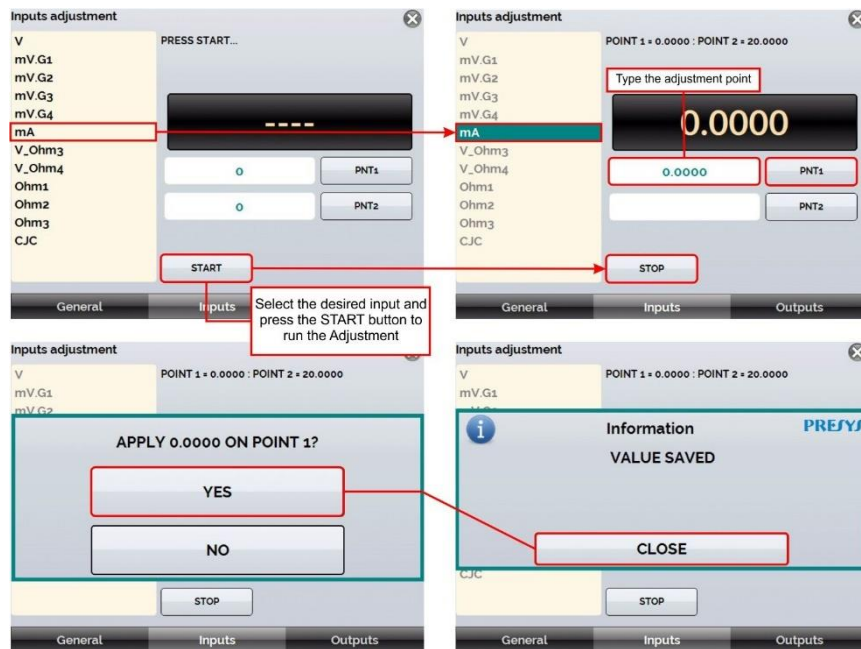 Inputs adjustment
V
mV.G1
mV.G2
mV.G3
mV.G4
mA
V_Ohm3
V_Ohm4
Ohm1
Ohm2
Ohm3
CJC
PRESS START...
----
0
PNT1
0
PNT2
START
General
Inputs
Select the desired input and
press the START button to
run the Adjustment
Inputs adjustment
V
mV.G1
mV.G2
mV.G3
mV.G4
mA
V_Ohm3
V_Ohm4
Ohm1
Ohm2
Ohm3
CJC
POINT 1 = 0.0000 : POINT 2 = 20.0000
Type the adjustment point
0.0000
0.0000
PNT1
PNT2
STOP
General
Inputs
Outputs
Inputs adjustment
V
mV.G1
mV.G2
POINT 1 = 0.0000 : POINT 2 = 20.0000
APPLY 0.0000 ON POINT 1?
YES
NO
STOP
General
Inputs
Outputs
Inputs adjustment
V
mV.G1
POINT 1 = 0.0000 : POINT 2 = 20.0000
Information
PRESYS
VALUE SAVED
CLOSE
CJC
STOP
General
Inputs
Outputs